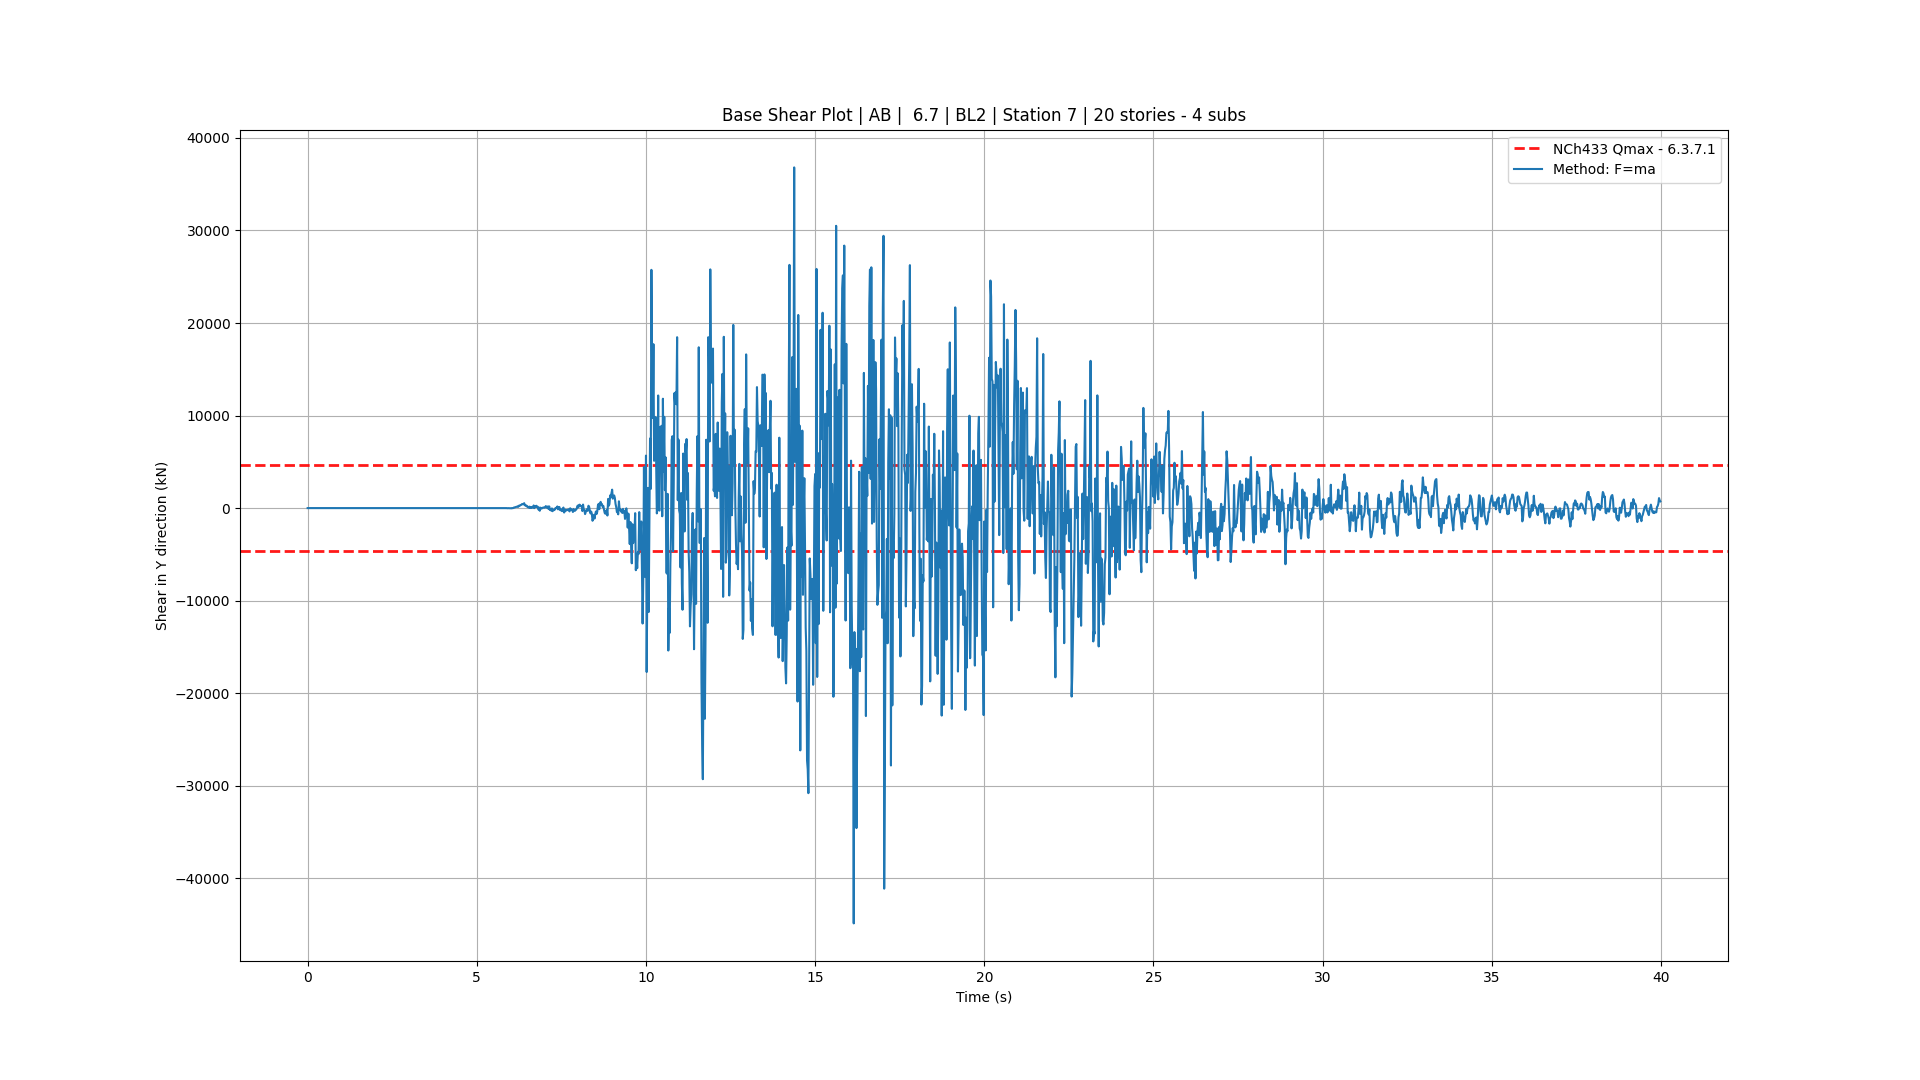 Base Shear Plot | AB |  6.7 | BL2 | Station 7 | 20 stories - 4 subs
NCh433 Qmax - 6.3.7.1
Method: F=ma
Shear in Y direction (kN)
40000
30000
20000
10000
0
−10000
−20000
−30000
−40000
0 5 10 15 20 25 30 35 40
Time (s)